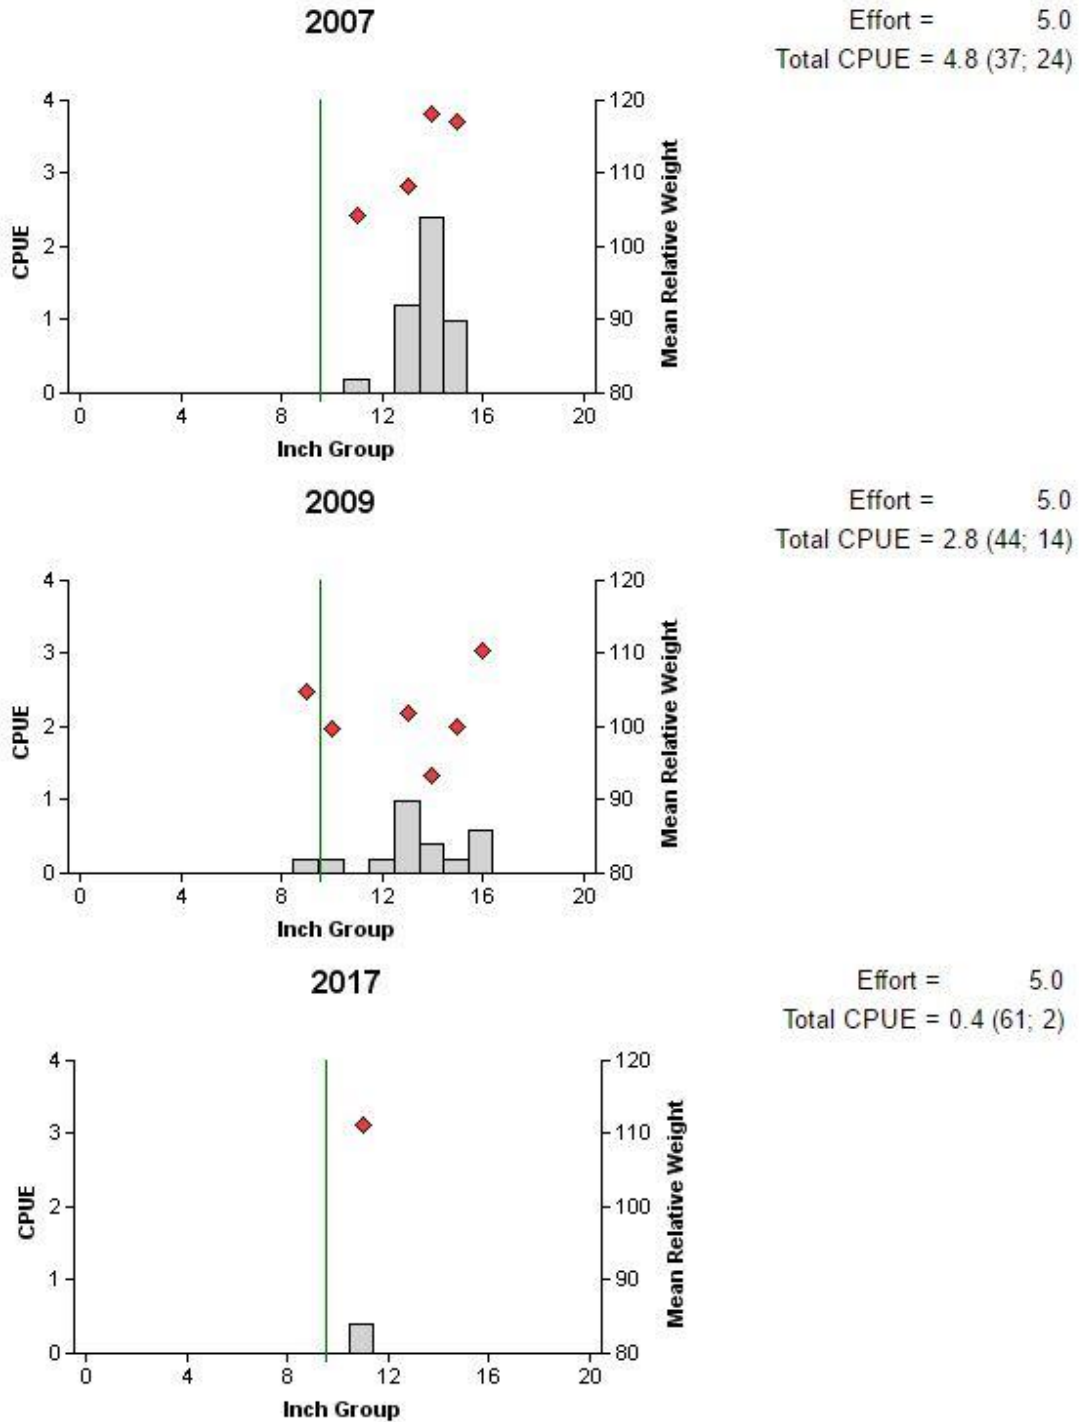 2007
Effort = 5.0
Total CPUE = 4.8 (37; 24)
4
3
2
1
0
CPUE
120
110
100
90
80
Mean Relative Weight
0 4 8 12 16 20
Inch Group
2009
Effort = 5.0
Total CPUE = 2.8 (44; 14)
4
3
2
1
0
CPUE
120
110
100
90
80
Mean Relative Weight
0 4 8 12 16 20
Inch Group
2017
Effort = 5.0
Total CPUE = 0.4 (61; 2)
4
3
2
1
0
CPUE
120
110
100
90
80
Mean Relative Weight
0 4 8 12 16 20
Inch Group